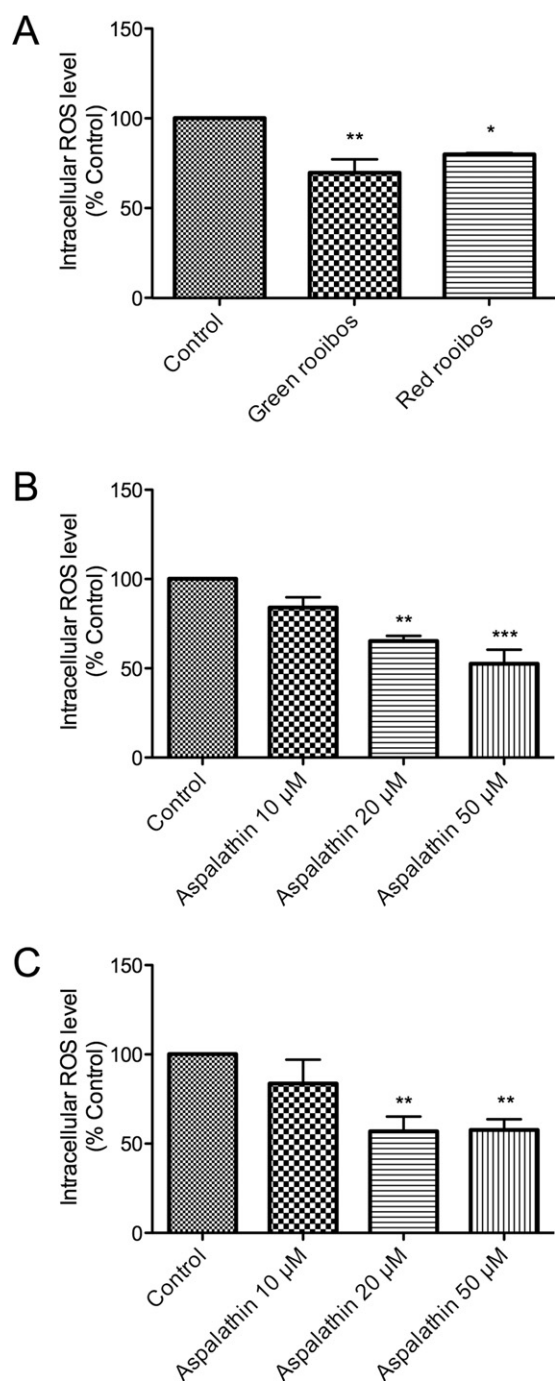 A
Intracellular ROS level
(% Control)
150
100
50
0
**
*
Control
Green rooibos
Red rooibos
B
Intracellular ROS level
(% Control)
150
100
50
0
**
***
Control
Aspalathin 10 µM
Aspalathin 20 µM
Aspalathin 50 µM
C
Intracellular ROS level
(% Control)
150
100
50
0
**
**
Control
Aspalathin 10 µM
Aspalathin 20 µM
Aspalathin 50 µM